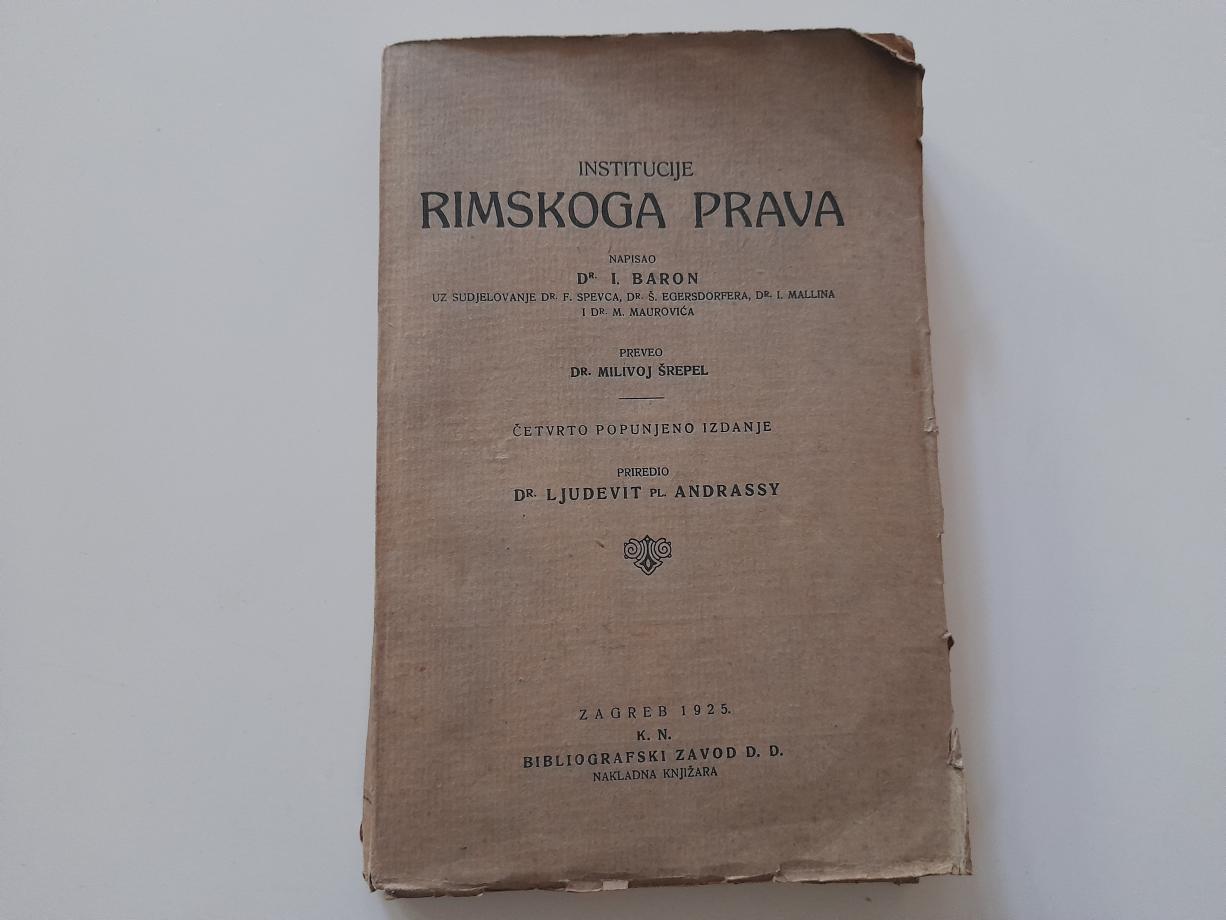 INSTITUCIJE
RIMSKOGA PRAVA
NAPISAO
DR. I. BARON
UZ SUDJELOVANJE DR. F. SPEVCA, DR. Š. EGERSDORFERA, DR. I. MALLINA
I DR. M. MAUROVIĆA
PREVEO
DR. MILIVOJ ŠREPEL
ČETVRTO POPUNJENO IZDANJE
PRIREDIO
DR. LJUDEVIT PL. ANDRASSY
ZAGREB 1925.
K. N.
BIBLIOGRAFSKI ZAVOD D. D.
NAKLADNA KNJIŽARA